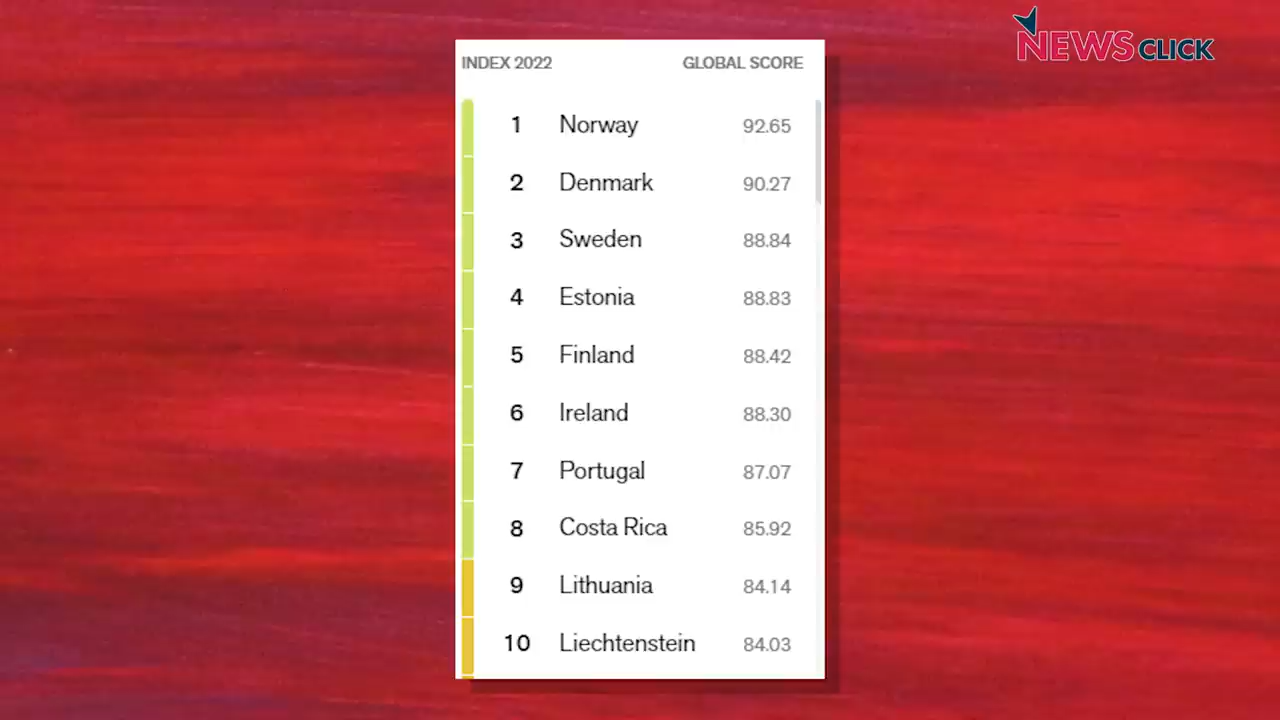 NEWSCLICK
INDEX 2022 GLOBAL SCORE
1 Norway 92.65
2 Denmark 90.27
3 Sweden 88.84
4 Estonia 88.83
5 Finland 88.42
6 Ireland 88.30
7 Portugal 87.07
8 Costa Rica 85.92
9 Lithuania 84.14
10 Liechtenstein 84.03